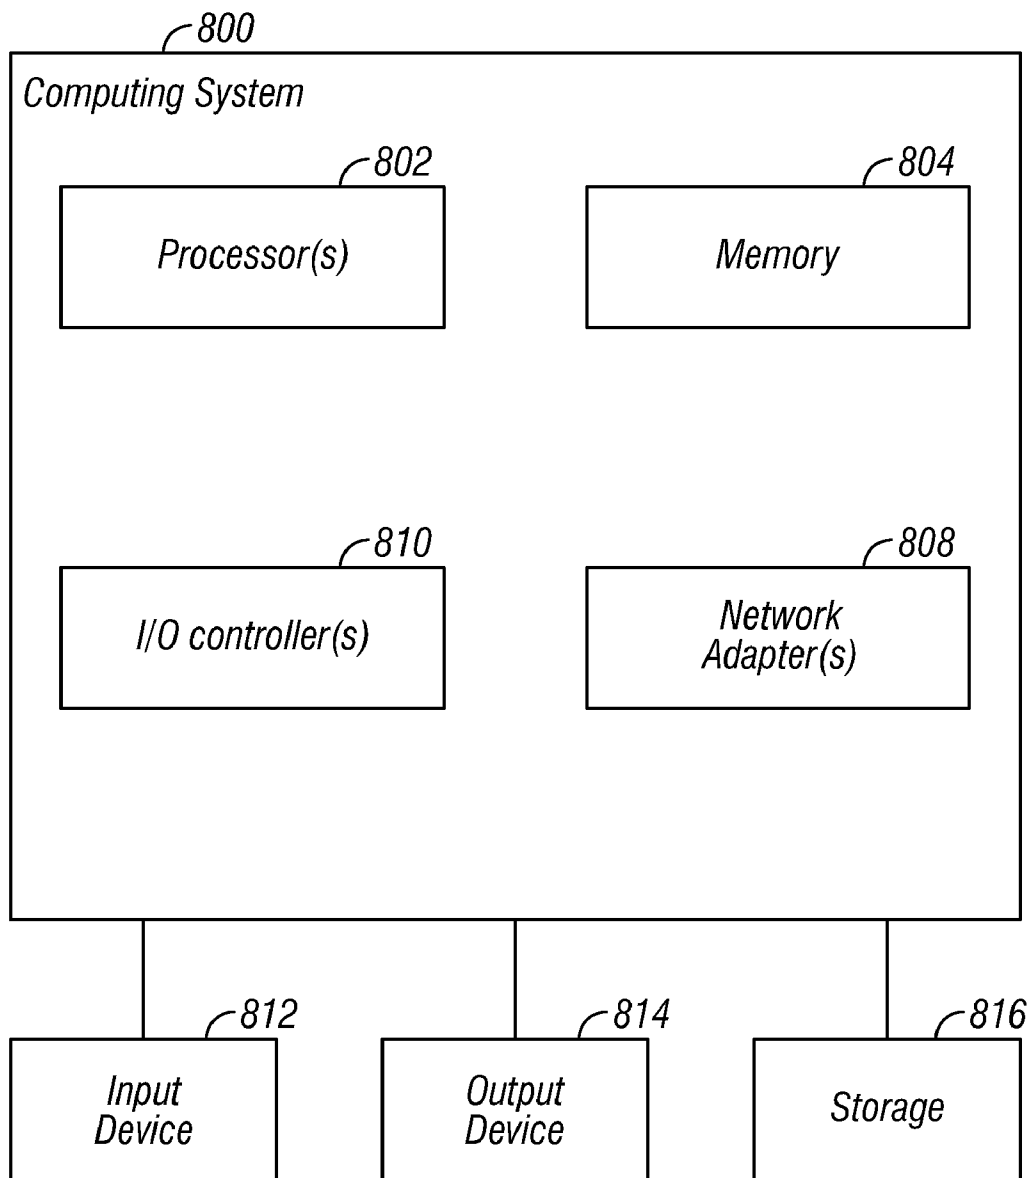 800
Computing System
802
Processor(s)
804
Memory
810
I/O controller(s)
808
Network
Adapter(s)
812
Input
Device
814
Output
Device
816
Storage